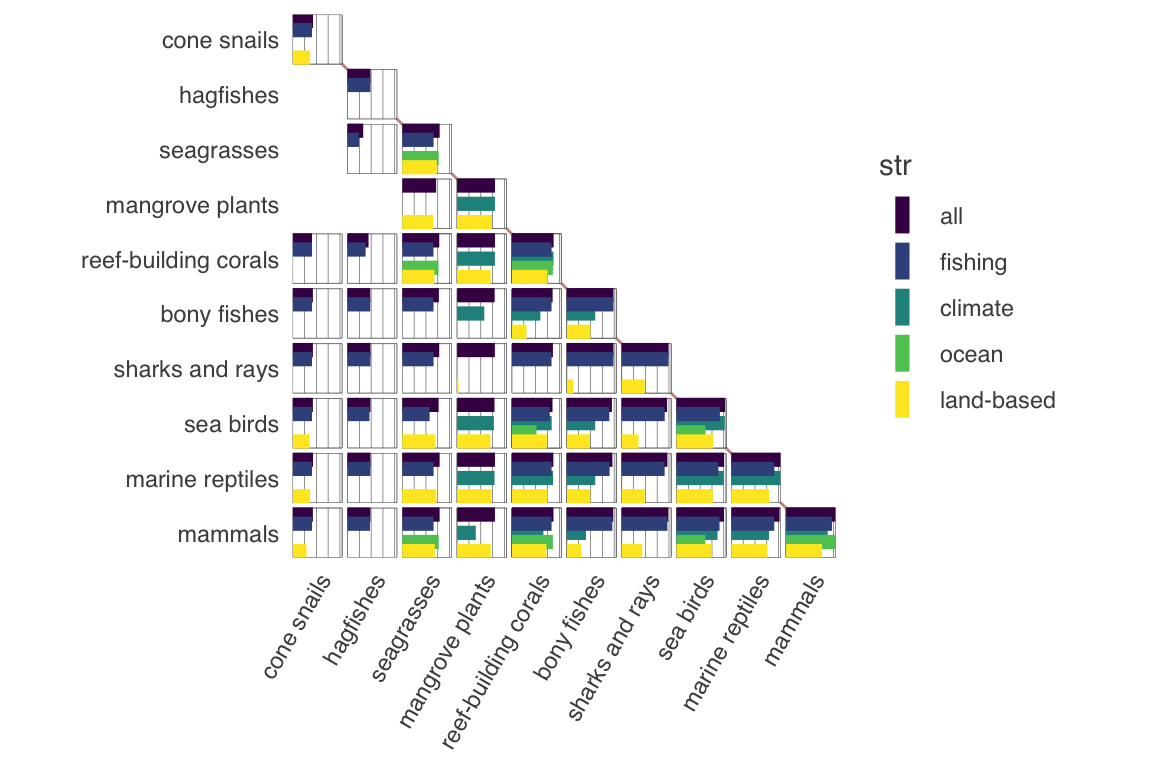 cone snails
hagfishes
seagrasses
mangrove plants
reef-building corals
bony fishes
sharks and rays
sea birds
marine reptiles
mammals
str
all
fishing
climate
ocean
land-based
cone snails
hagfishes
seagrasses
mangrove plants
reef-building corals
bony fishes
sharks and rays
sea birds
marine reptiles
mammals